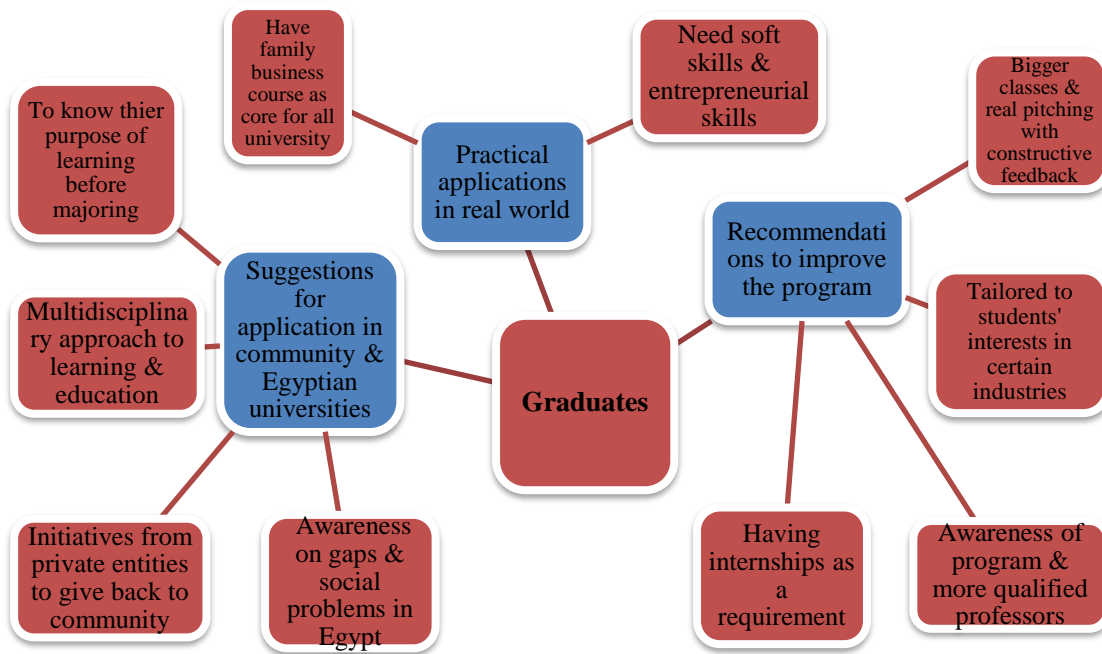 Have
family
business
course as
core for all
university
Need soft
skills &
entrepreneurial
skills
Bigger
classes &
real pitching
with
constructive
feedback
To know thier
purpose of
learning
before
majoring
Practical
applications
in real world
Recommendati
ons to improve
the program
Suggestions
for
application in
community &
Egyptian
universities
Multidisciplina
ry approach to
learning &
education
Tailored to
students'
interests in
certain
industries
Graduates
Initiatives from
private entities
to give back to
community
Awareness
on gaps &
social
problems in
Egypt
Having
internships as
a
requirement
Awareness of
program &
more qualified
professors